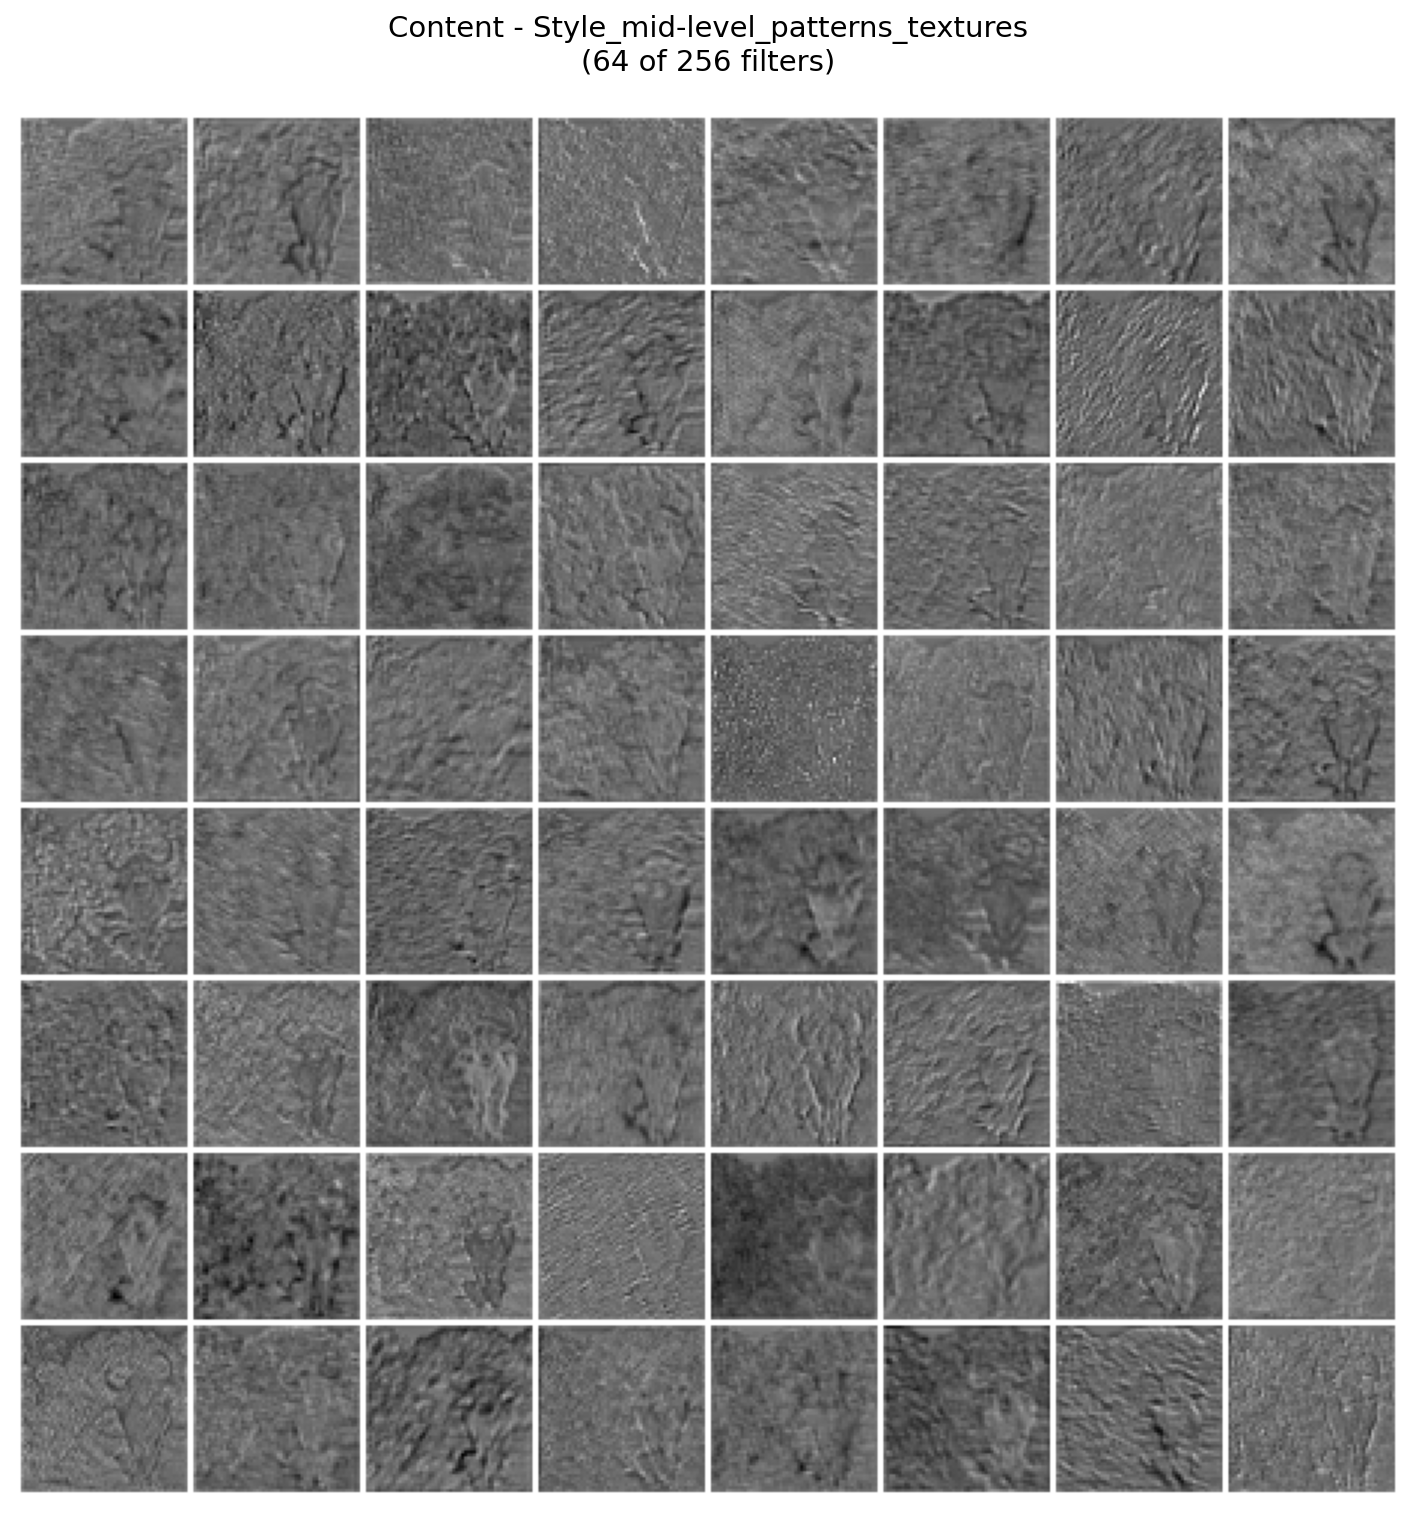 Content - Style_mid-level_patterns_textures
(64 of 256 filters)